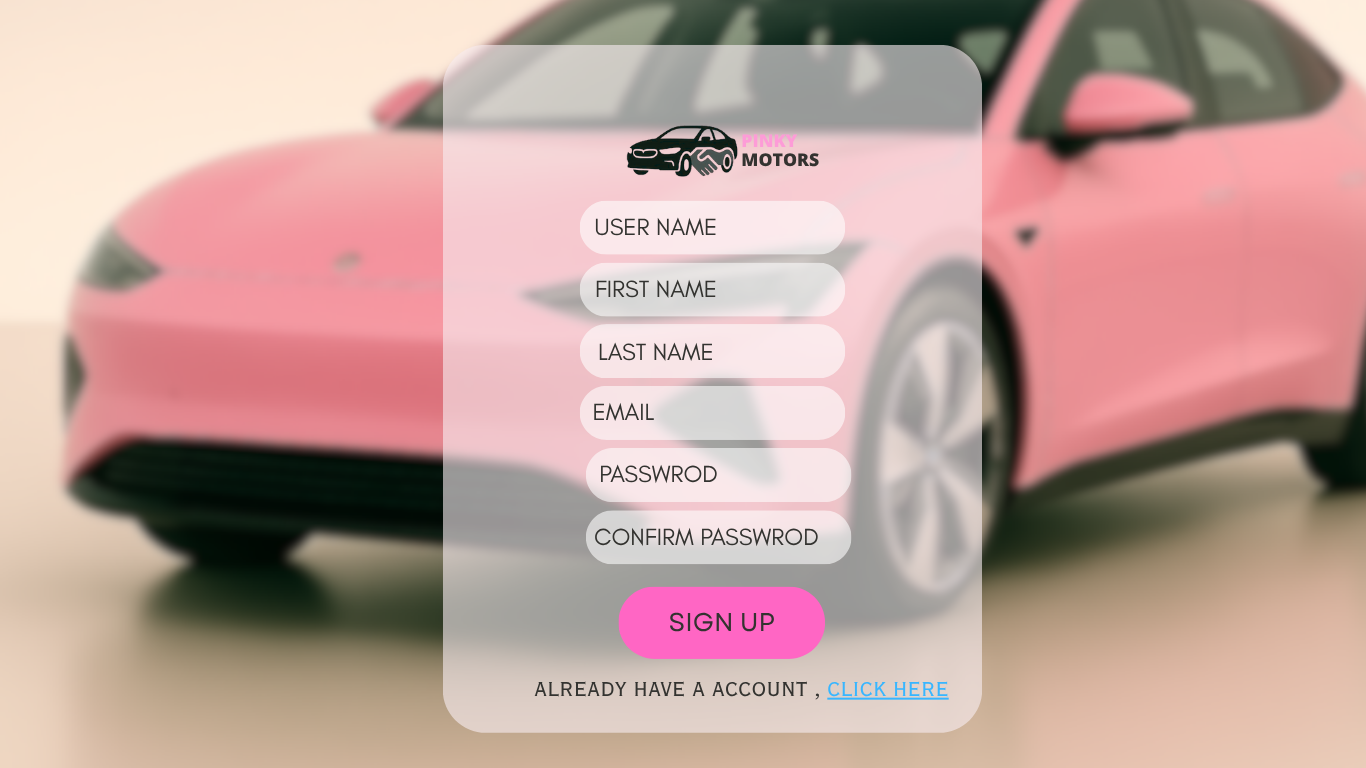 PINKY
MOTORS
USER NAME
FIRST NAME
LAST NAME
EMAIL
PASSWROD
CONFIRM PASSWROD
SIGN UP
ALREADY HAVE A ACCOUNT , CLICK HERE